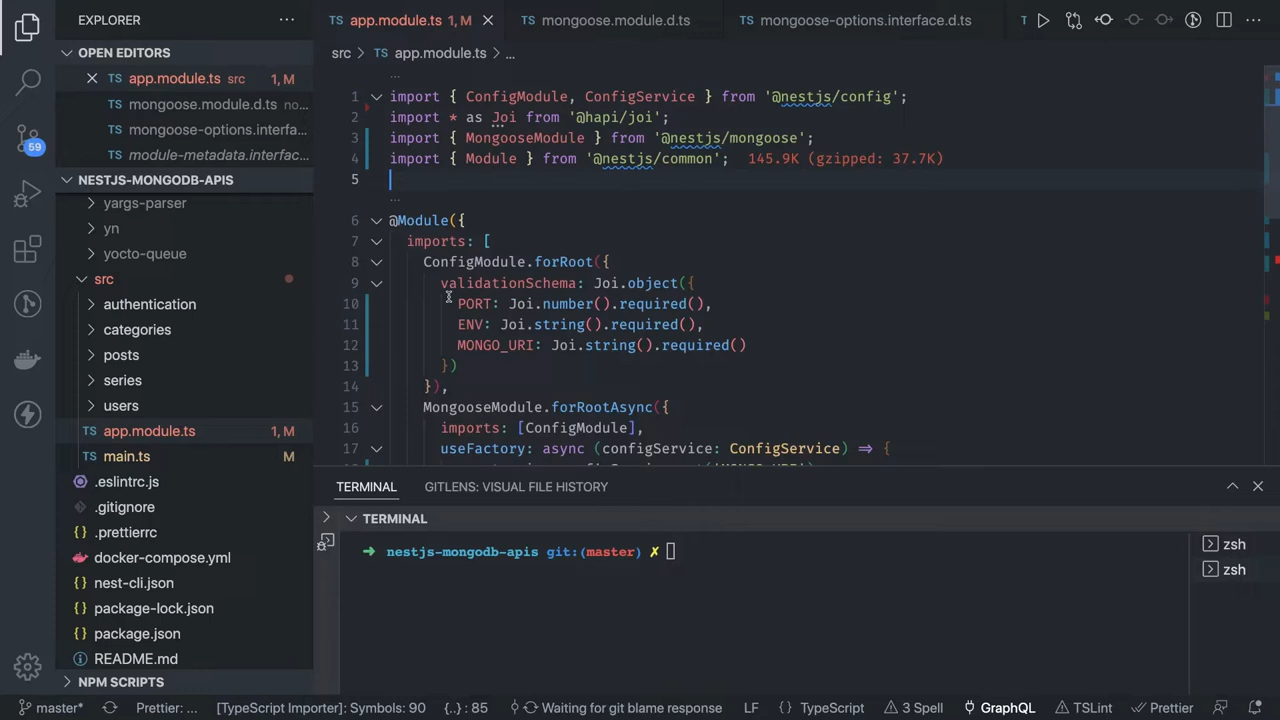 EXPLORER
OPEN EDITORS
TS app.module.ts src 1, M
TS mongoose.module.d.ts no...
TS mongoose-options.interfa...
TS module-metadata.interfac...
NESTJS-MONGODB-APIS
yargs-parser
yn
yocto-queue
src
authentication
categories
posts
series
users
TS app.module.ts 1, M
TS main.ts M
.eslintrc.js
.gitignore
{} .prettierrc
docker-compose.yml
nest-cli.json
{} package-lock.json
{} package.json
README.md
NPM SCRIPTS
59
TS app.module.ts 1, M
TS mongoose.module.d.ts
TS mongoose-options.interface.d.ts
T
src > TS app.module.ts > ...
1 import { ConfigModule, ConfigService } from '@nestjs/config';
2 import * as Joi from '@hapi/joi';
3 import { MongooseModule } from '@nestjs/mongoose';
4 import { Module } from '@nestjs/common'; 145.9K (gzipped: 37.7K)
5
6 @Module({
7 imports: [
8 ConfigModule.forRoot({
9 validationSchema: Joi.object({
10 PORT: Joi.number().required(),
11 ENV: Joi.string().required(),
12 MONGO_URI: Joi.string().required()
13 })
14 }),
15 MongooseModule.forRootAsync({
16 imports: [ConfigModule],
17 useFactory: async (configService: ConfigService) => {
TERMINAL
GITLENS: VISUAL FILE HISTORY
TERMINAL
➜ nestjs-mongodb-apis git:(master) ✗
zsh
zsh
master* Prettier: ... [TypeScript Importer]: Symbols: 90 {..} : 85 Waiting for git blame response LF TypeScript 3 Spell GraphQL TSLint Prettier